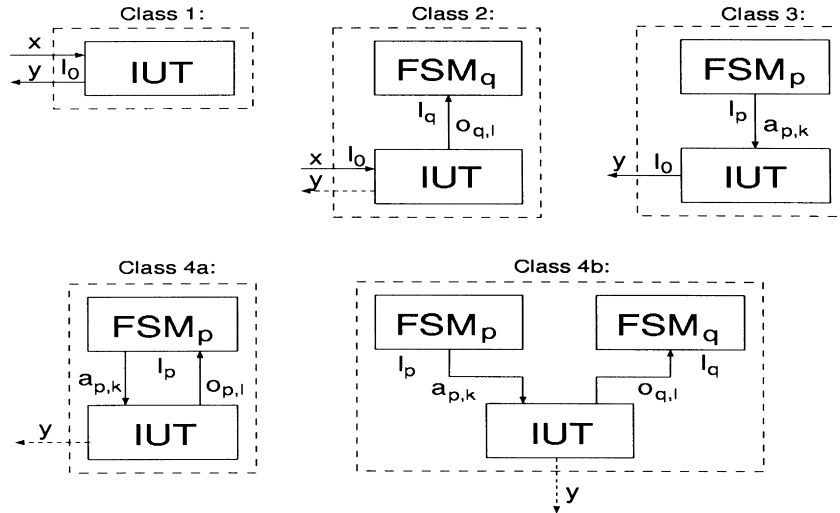 Class 1:
x
y
I0
IUT
Class 2:
FSMq
Iq
oq,l
x
I0
y
IUT
Class 3:
FSMp
Ip
ap,k
y
I0
IUT
Class 4a:
FSMp
ap,k
Ip
op,l
y
IUT
Class 4b:
FSMp
FSMq
Ip
ap,k
oq,l
Iq
IUT
y